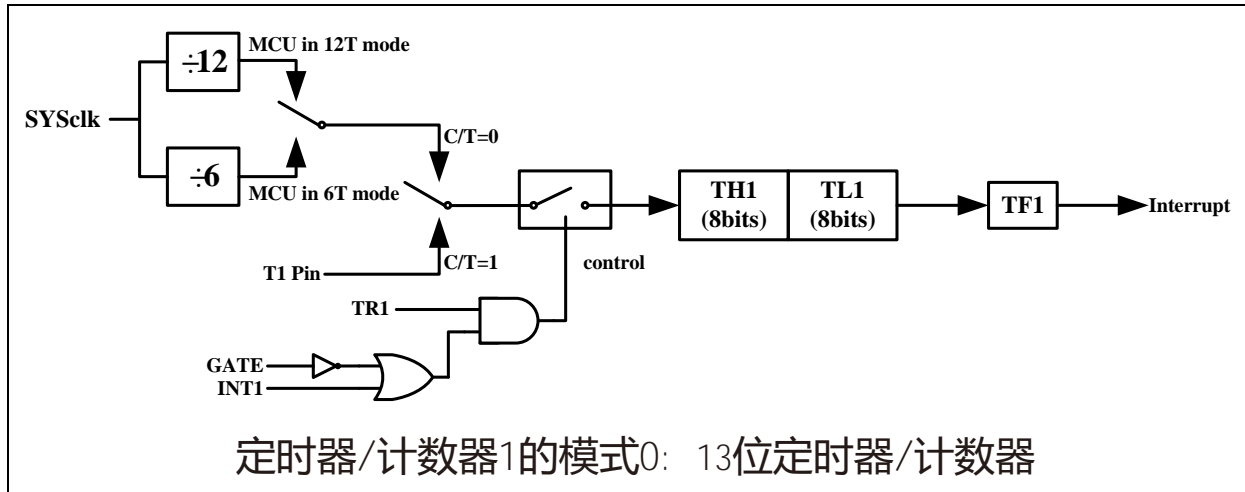 MCU in 12T mode
÷12
SYSclk
C/T=0
÷6
MCU in 6T mode
TH1
(8bits)
TL1
(8bits)
TF1
Interrupt
T1 Pin
C/T=1
control
TR1
GATE
INT1
定时器/计数器1的模式0: 13位定时器/计数器